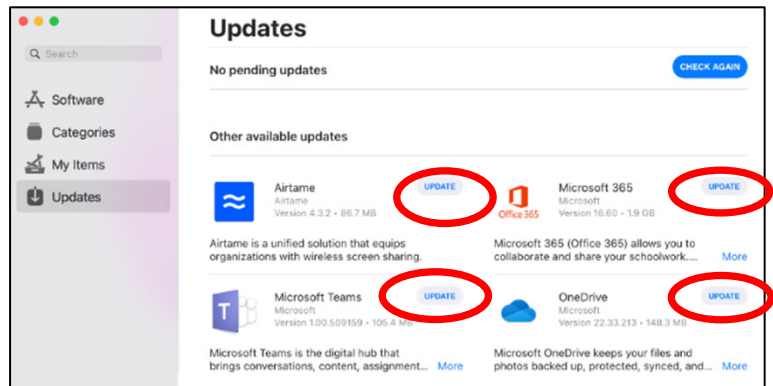 Search
Software
Categories
My Items
Updates
Updates
No pending updates
CHECK AGAIN
Other available updates
Airtame
UPDATE
Airtame
Version 4.3.2 • 86.7 MB
Airtame is a unified solution that equips
organizations with wireless screen sharing.
Office 365
Microsoft 365
UPDATE
Microsoft
Version 16.60 • 1.9 GB
Microsoft 365 (Office 365) allows you to
collaborate and share your schoolwork.... More
T
Microsoft Teams
UPDATE
Microsoft
Version 1.00.509159 • 105.4 MB
Microsoft Teams is the digital hub that
brings conversations, content, assignment... More
OneDrive
UPDATE
Microsoft
Version 22.33.213 • 148.3 MB
Microsoft OneDrive keeps your files and
photos backed up, protected, synced, and... More